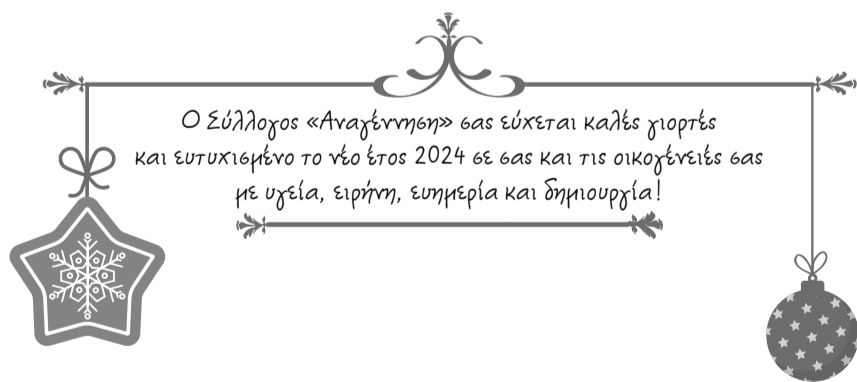 Ο Σύλλογος «Αναγέννηση» σας εύχεται καλές γιορτές
και ευτυχισμένο το νέο έτος 2024 σε σας και τις οικογένειές σας
με υγεία, ειρήνη, ευημερία και δημιουργία!